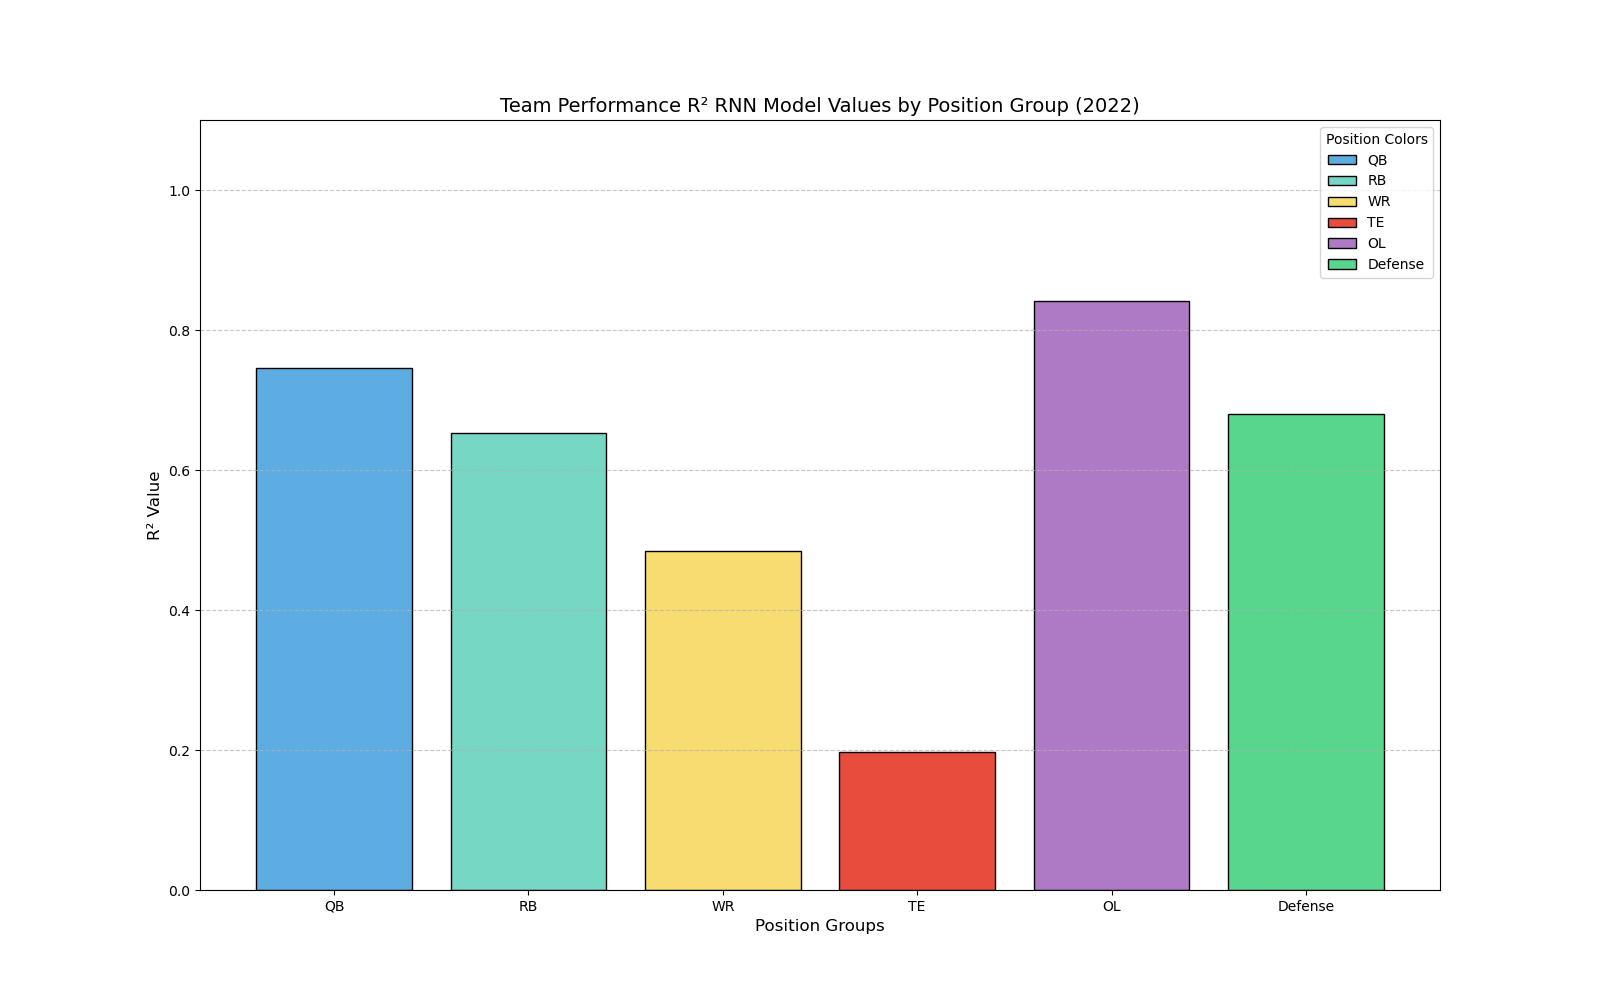 Team Performance R² RNN Model Values by Position Group (2022)
Position Colors
QB
RB
WR
TE
OL
Defense
1.0
0.8
0.6
0.4
0.2
0.0
R² Value
QB RB WR TE OL Defense
Position Groups